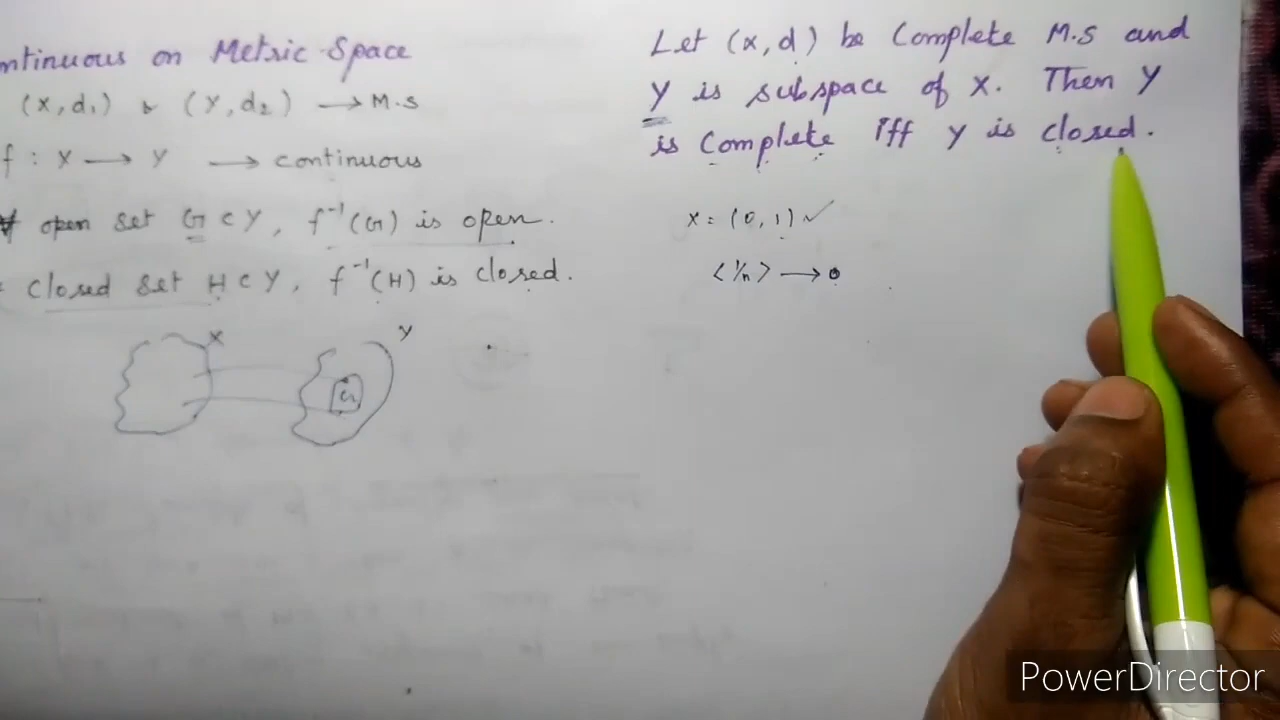 ntinuous on Metric Space
(X, d₁) & (Y, d₂) → M.S
f : X → Y → continuous
∀ open set G ⊂ Y, f⁻¹(G) is open.
closed set H ⊂ Y, f⁻¹(H) is closed.
X Y
G
Let (X, d) be Complete M.S and
Y is subspace of X. Then Y
is Complete iff Y is closed.
X = (0, 1) ✓
<1/n> → 0
PowerDirector